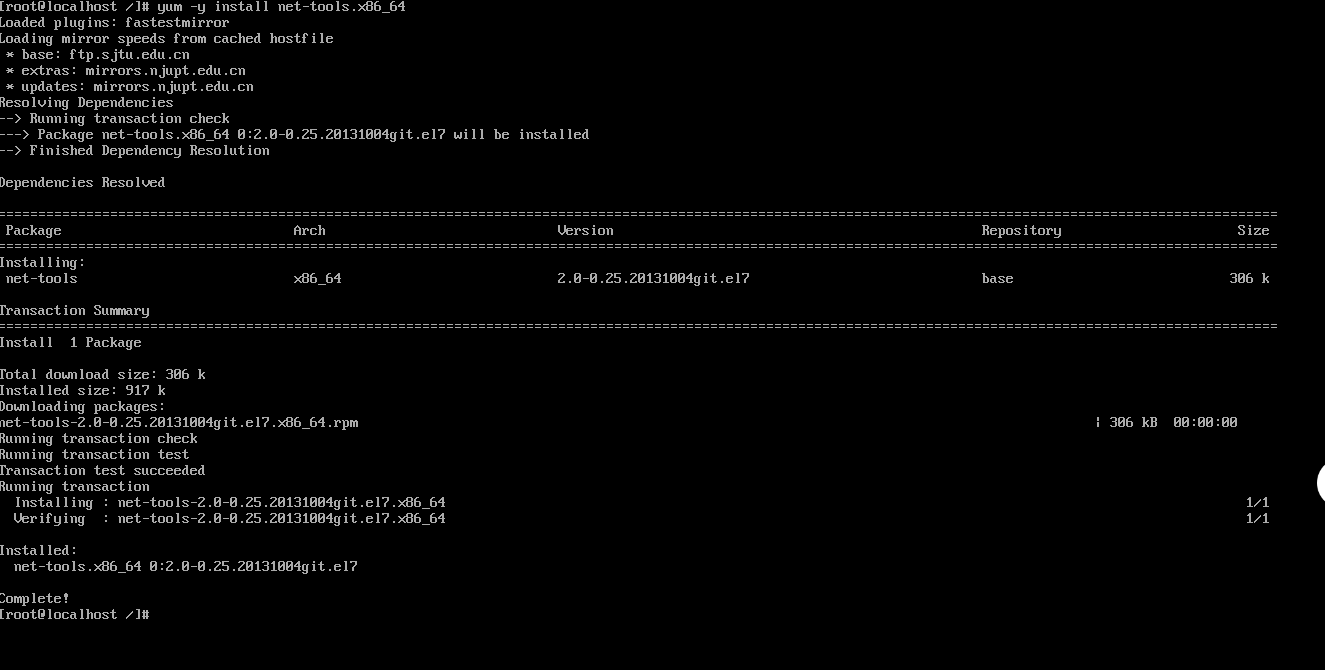 [root@localhost /]# yum -y install net-tools.x86_64
Loaded plugins: fastestmirror
Loading mirror speeds from cached hostfile
 * base: ftp.sjtu.edu.cn
 * extras: mirrors.njupt.edu.cn
 * updates: mirrors.njupt.edu.cn
Resolving Dependencies
--> Running transaction check
---> Package net-tools.x86_64 0:2.0-0.25.20131004git.el7 will be installed
--> Finished Dependency Resolution
Dependencies Resolved
================================================================================
Package Arch Version Repository Size
================================================================================
Installing:
net-tools x86_64 2.0-0.25.20131004git.el7 base 306 k
Transaction Summary
================================================================================
Install  1 Package
Total download size: 306 k
Installed size: 917 k
Downloading packages:
net-tools-2.0-0.25.20131004git.el7.x86_64.rpm | 306 kB  00:00:00
Running transaction check
Running transaction test
Transaction test succeeded
Running transaction
  Installing : net-tools-2.0-0.25.20131004git.el7.x86_64 1/1
  Verifying  : net-tools-2.0-0.25.20131004git.el7.x86_64 1/1
Installed:
  net-tools.x86_64 0:2.0-0.25.20131004git.el7
Complete!
[root@localhost /]#